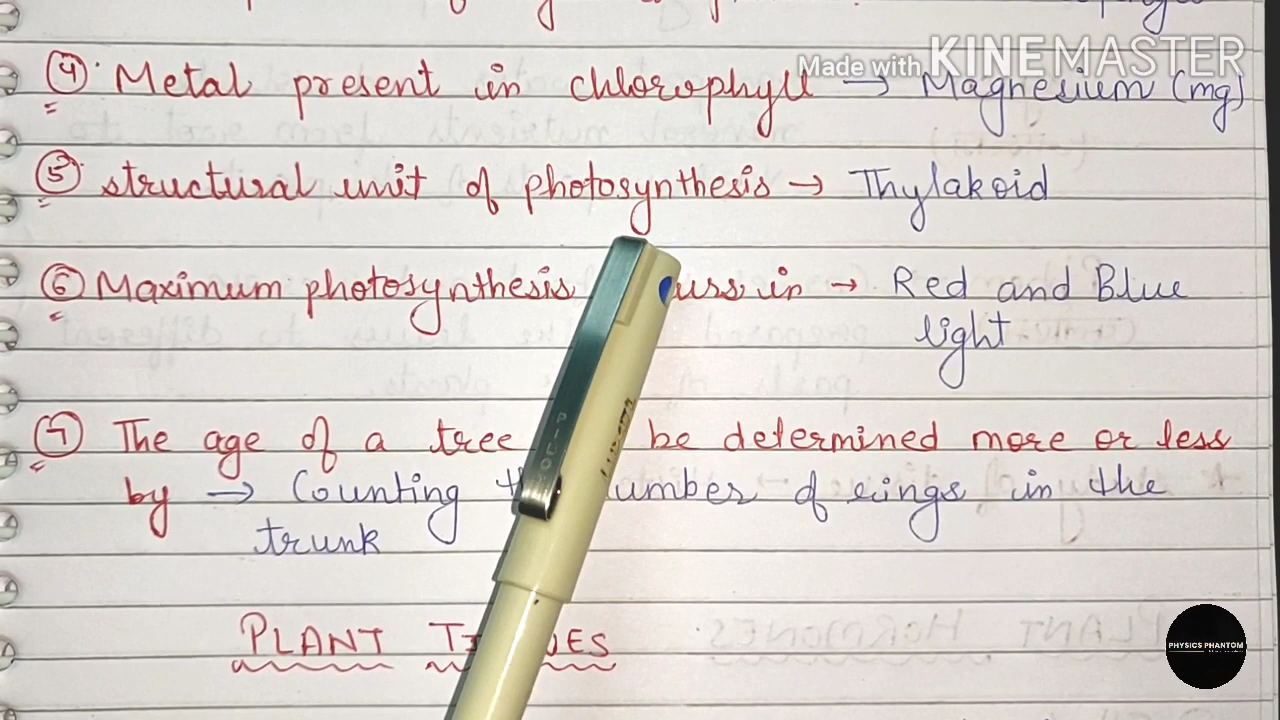 Made with KINEMASTER
④ Metal present in chlorophyll → Magnesium (mg)
⑤ structural unit of photosynthesis → Thylakoid
⑥ Maximum photosynthesis in → Red and Blue
light
⑦ The age of a tree be determined more or less
by → Counting of rings in the
trunk
PLANT
PHYSICS PHANTOM